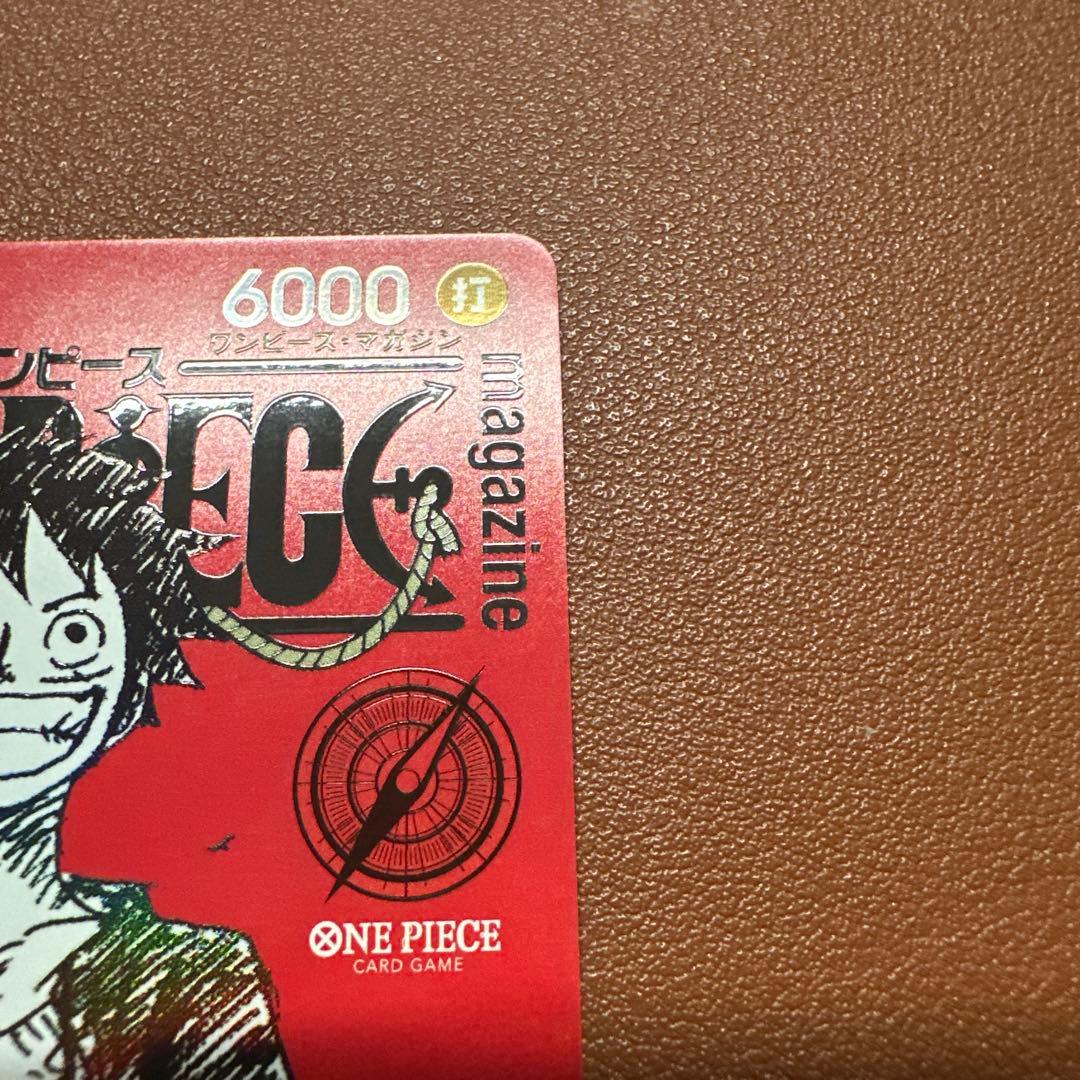 6000 打
ワンピース・マガジン
ンピース
PIECE
magazine
ONE PIECE
CARD GAME